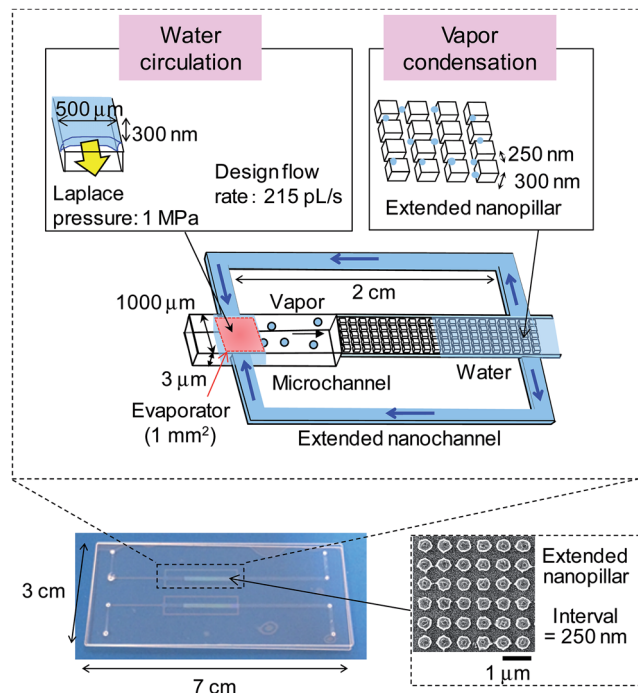 Water
circulation
Vapor
condensation
500 μm
300 nm
Laplace
pressure: 1 MPa
Design flow
rate: 215 pL/s
250 nm
300 nm
Extended nanopillar
1000 μm
Vapor
2 cm
3 μm
Microchannel
Water
Evaporator
(1 mm²)
Extended nanochannel
3 cm
7 cm
Extended
nanopillar
Interval
= 250 nm
1 μm